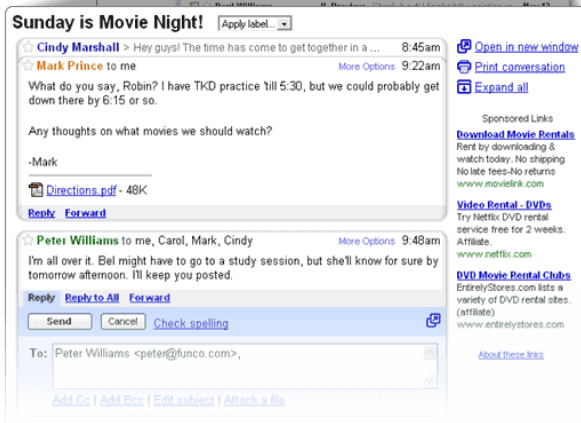 Sunday is Movie Night!
Apply label...
Cindy Marshall > Hey guys! The time has come to get together in a ... 8:45am
Mark Prince to me More Options 9:22am
What do you say, Robin? I have TKD practice 'till 5:30, but we could probably get
down there by 6:15 or so.
Any thoughts on what movies we should watch?
-Mark
Directions.pdf - 48K
Reply Forward
Peter Williams to me, Carol, Mark, Cindy More Options 9:48am
I'm all over it. Bel might have to go to a study session, but she'll know for sure by
tomorrow afternoon. I'll keep you posted.
Reply Reply to All Forward
Send Cancel Check spelling
To: Peter Williams <peter@funco.com>,
Add Cc | Add Bcc | Edit subject | Attach a file
Open in new window
Print conversation
Expand all
Sponsored Links
Download Movie Rentals
Rent by downloading &
watch today. No shipping
No late fees-No returns
www.movielink.com
Video Rental - DVDs
Try Netflix DVD rental
service free for 2 weeks.
Affiliate.
www.netflix.com
DVD Movie Rental Clubs
EntirelyStores.com lists a
variety of DVD rental sites.
(affiliate)
www.entirelystores.com
About these links